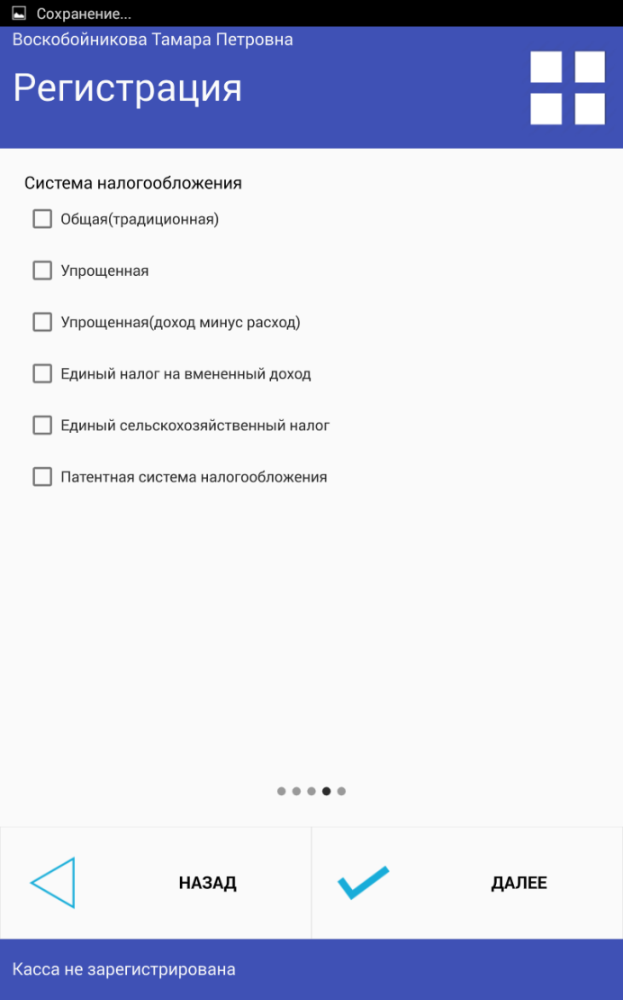 Сохранение...
Воскобойникова Тамара Петровна
Регистрация
Система налогообложения
Общая(традиционная)
Упрощенная
Упрощенная(доход минус расход)
Единый налог на вмененный доход
Единый сельскохозяйственный налог
Патентная система налогообложения
НАЗАД
ДАЛЕЕ
Касса не зарегистрирована